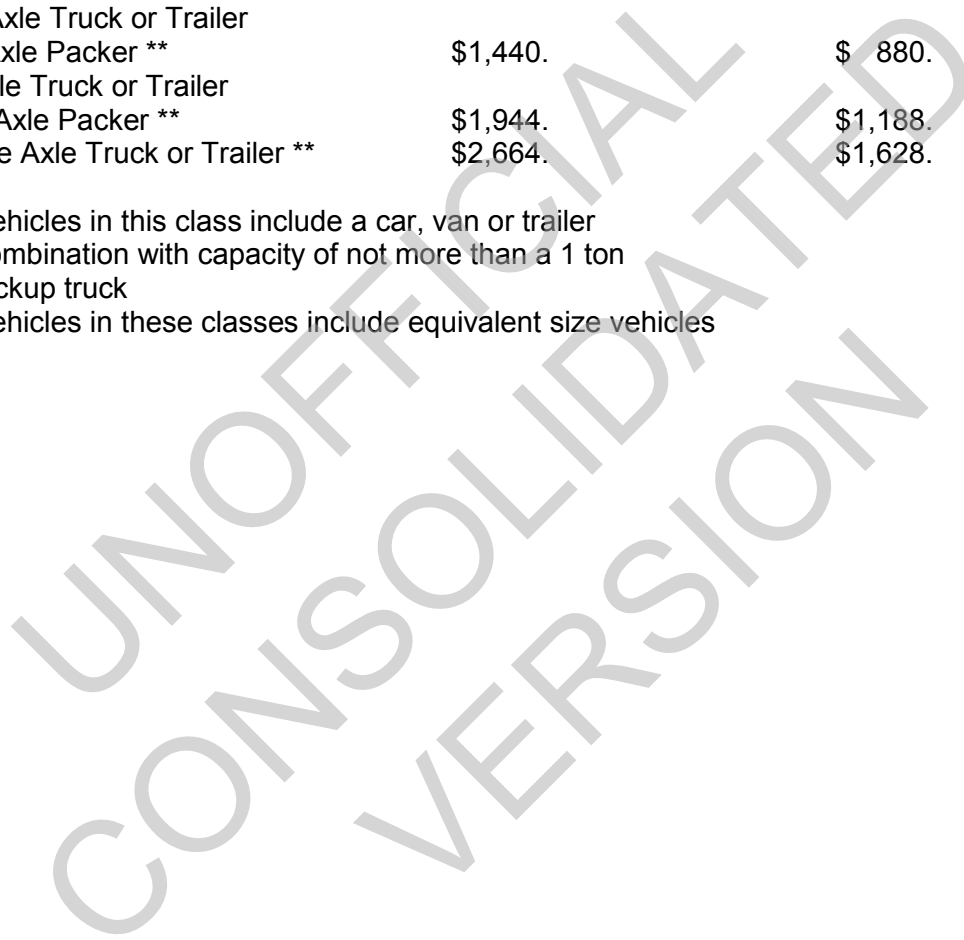 Axle Truck or Trailer
xle Packer ** $1,440. $ 880.
le Truck or Trailer
Axle Packer ** $1,944. $1,188.
e Axle Truck or Trailer ** $2,664. $1,628.
ehicles in this class include a car, van or trailer
ombination with capacity of not more than a 1 ton
ckup truck
ehicles in these classes include equivalent size vehicles
UNOFFICIAL
CONSOLIDATED
VERSION